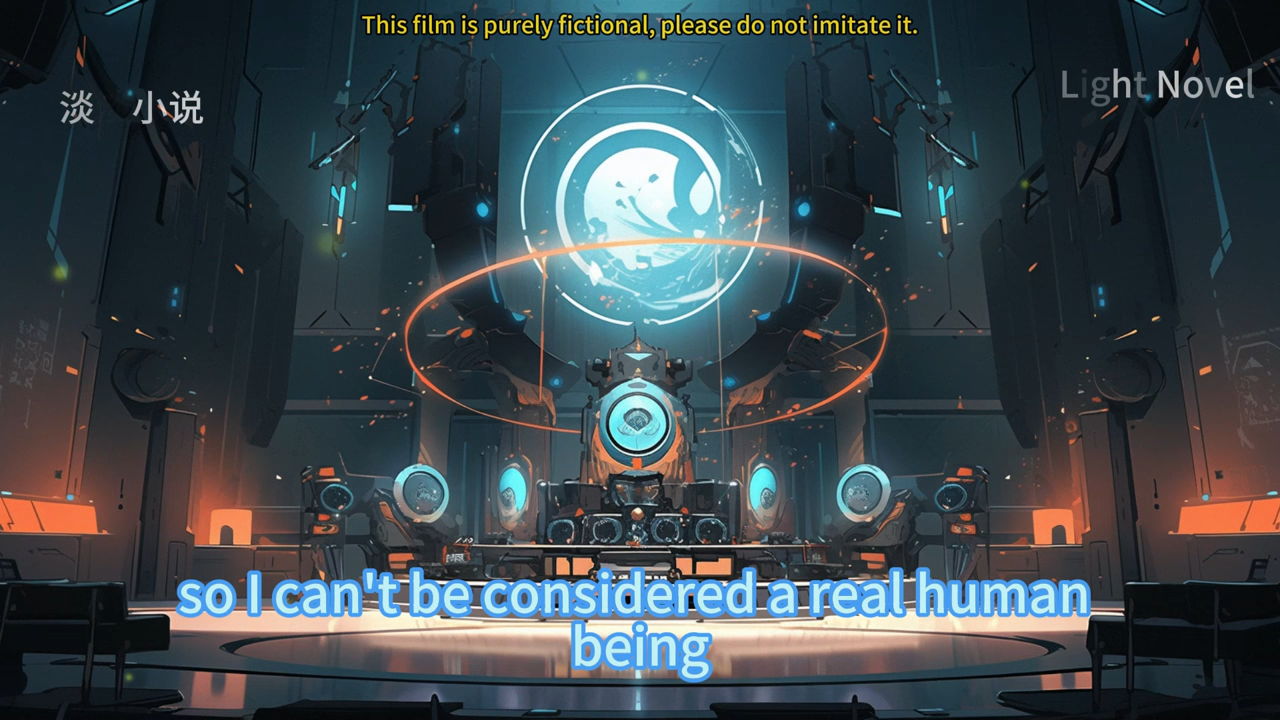 This film is purely fictional, please do not imitate it.
淡 小说
Light Novel
so I can't be considered a real human
being